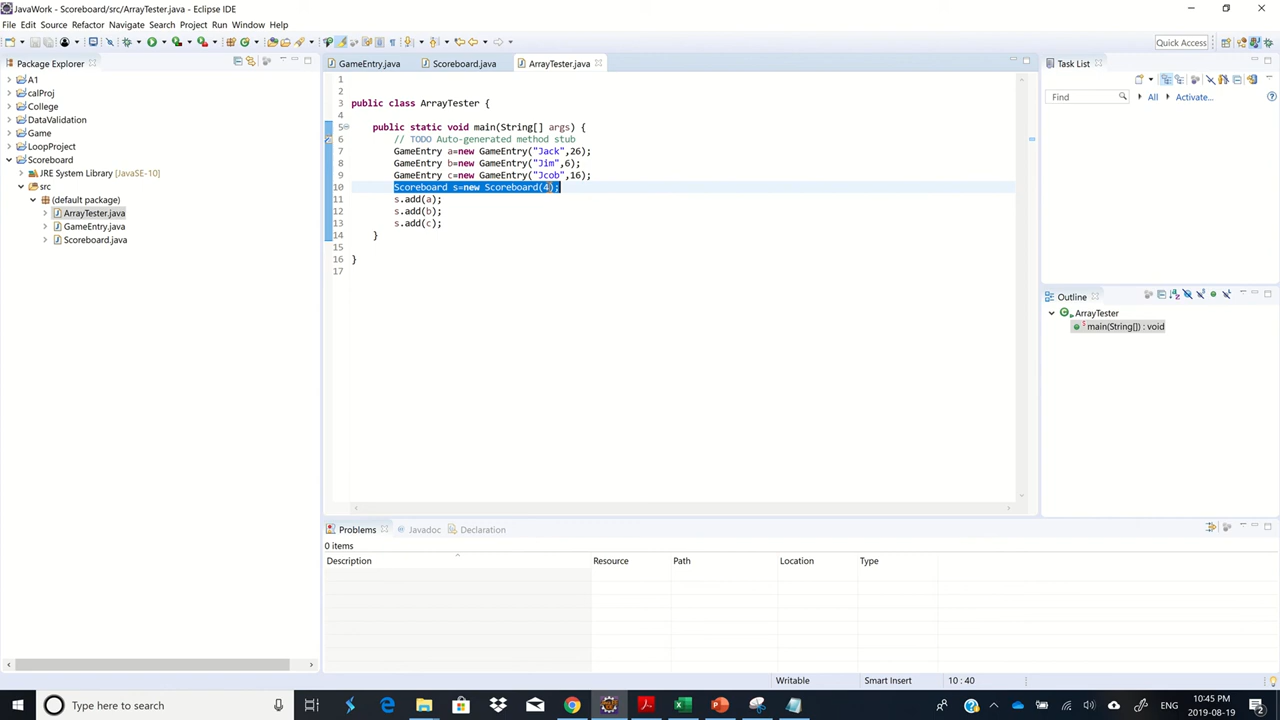 JavaWork - Scoreboard/src/ArrayTester.java - Eclipse IDE
File Edit Source Refactor Navigate Search Project Run Window Help
Quick Access
Package Explorer
A1
calProj
College
DataValidation
Game
LoopProject
Scoreboard
JRE System Library [JavaSE-10]
src
(default package)
ArrayTester.java
GameEntry.java
Scoreboard.java
GameEntry.java Scoreboard.java ArrayTester.java
1
2
3 public class ArrayTester {
4
5 public static void main(String[] args) {
6 // TODO Auto-generated method stub
7 GameEntry a=new GameEntry("Jack",26);
8 GameEntry b=new GameEntry("Jim",6);
9 GameEntry c=new GameEntry("Jcob",16);
10 Scoreboard s=new Scoreboard(4);
11 s.add(a);
12 s.add(b);
13 s.add(c);
14 }
15
16 }
17
Task List
Find All Activate...
Outline
ArrayTester
main(String[]) : void
Problems Javadoc Declaration
0 items
Description Resource Path Location Type
Writable Smart Insert 10 : 40
Type here to search
ENG
10:45 PM
2019-08-19
2